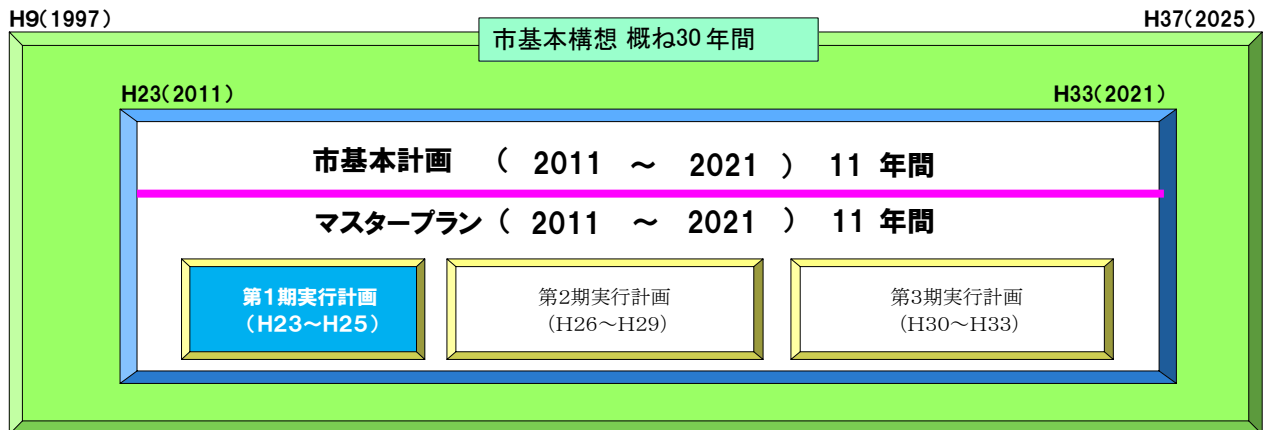 H9(1997)
H37(2025)
市基本構想 概ね30年間
H23(2011)
H33(2021)
市基本計画 ( 2011 ～ 2021 ) 11 年間
マスタープラン ( 2011 ～ 2021 ) 11 年間
第1期実行計画
(H23～H25)
第2期実行計画
(H26～H29)
第3期実行計画
(H30～H33)